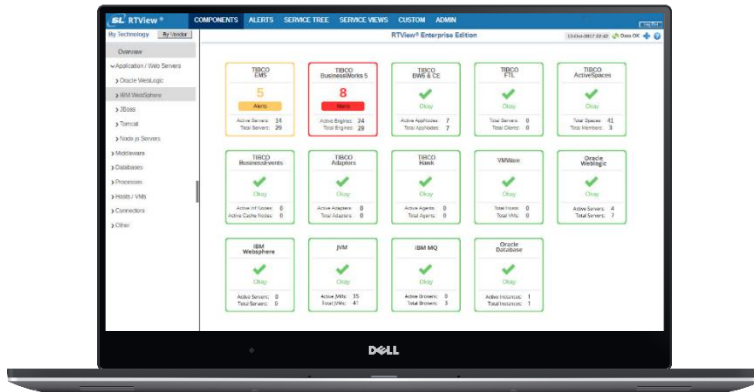 SL RTView ®
COMPONENTS ALERTS SERVICE TREE SERVICE VIEWS CUSTOM ADMIN
Log Out
By Technology By Vendor
RTView® Enterprise Edition
Data OK
Overview
Application / Web Servers
Oracle WebLogic
IBM WebSphere
JBoss
Tomcat
Node.js Servers
Middleware
Databases
Processes
Hosts / VMs
Connectors
Other
TIBCO
EMS
5
Alerts
Active Servers: 14
Total Servers: 29
TIBCO
BusinessWorks 5
8
Alerts
Active Engines: 24
Total Engines: 29
TIBCO
BW6 & CE
Okay
Active AppNodes: 7
Total AppNodes: 7
TIBCO
FTL
Okay
Total Servers: 0
Total Clients: 0
TIBCO
ActiveSpaces
Okay
Total Spaces: 41
Total Members: 3
TIBCO
BusinessEvents
Okay
Active Inf Nodes: 0
Active Cache Nodes: 0
TIBCO
Adapters
Okay
Active Adapters: 0
Total Adapters: 0
TIBCO
Hawk
Okay
Active Agents: 0
Total Agents: 0
VMWare
Okay
Total Hosts: 0
Total VMs: 0
Oracle
Weblogic
Okay
Active Servers: 4
Total Servers: 7
IBM
Websphere
Okay
Active Servers: 0
Total Servers: 0
JVM
Okay
Active JVMs: 35
Total JVMs: 41
IBM MQ
Okay
Active Brokers: 0
Total Brokers: 3
Oracle
Database
Okay
Active Instances: 1
Total Instances: 1
DELL